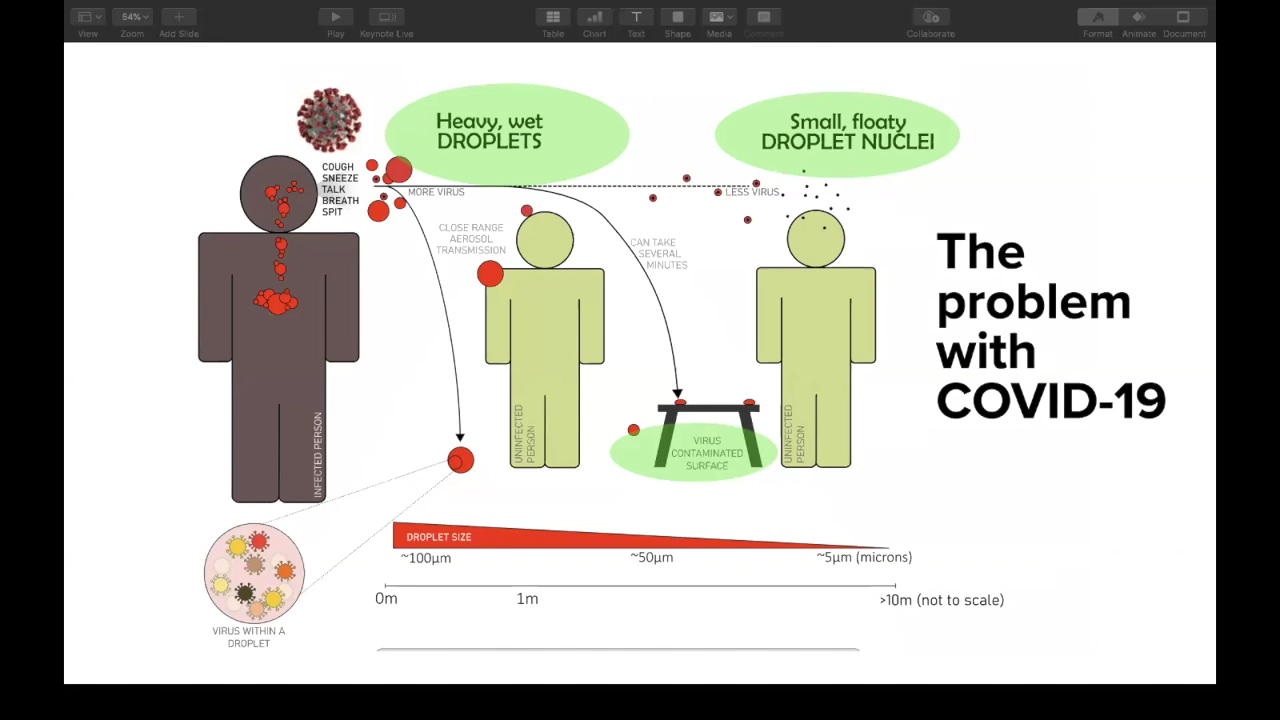 54%
View
Zoom
Add Slide
Play
Keynote Live
Table
Chart
Text
Shape
Media
Comment
Collaborate
Format
Animate
Document
Heavy, wet
DROPLETS
Small, floaty
DROPLET NUCLEI
COUGH
SNEEZE
TALK
BREATH
SPIT
MORE VIRUS
LESS VIRUS
CLOSE RANGE
AEROSOL
TRANSMISSION
CAN TAKE
SEVERAL
MINUTES
The
problem
with
COVID-19
INFECTED PERSON
UNINFECTED
PERSON
VIRUS
CONTAMINATED
SURFACE
UNINFECTED
PERSON
DROPLET SIZE
~100µm
~50µm
~5µm (microns)
0m
1m
>10m (not to scale)
VIRUS WITHIN A
DROPLET